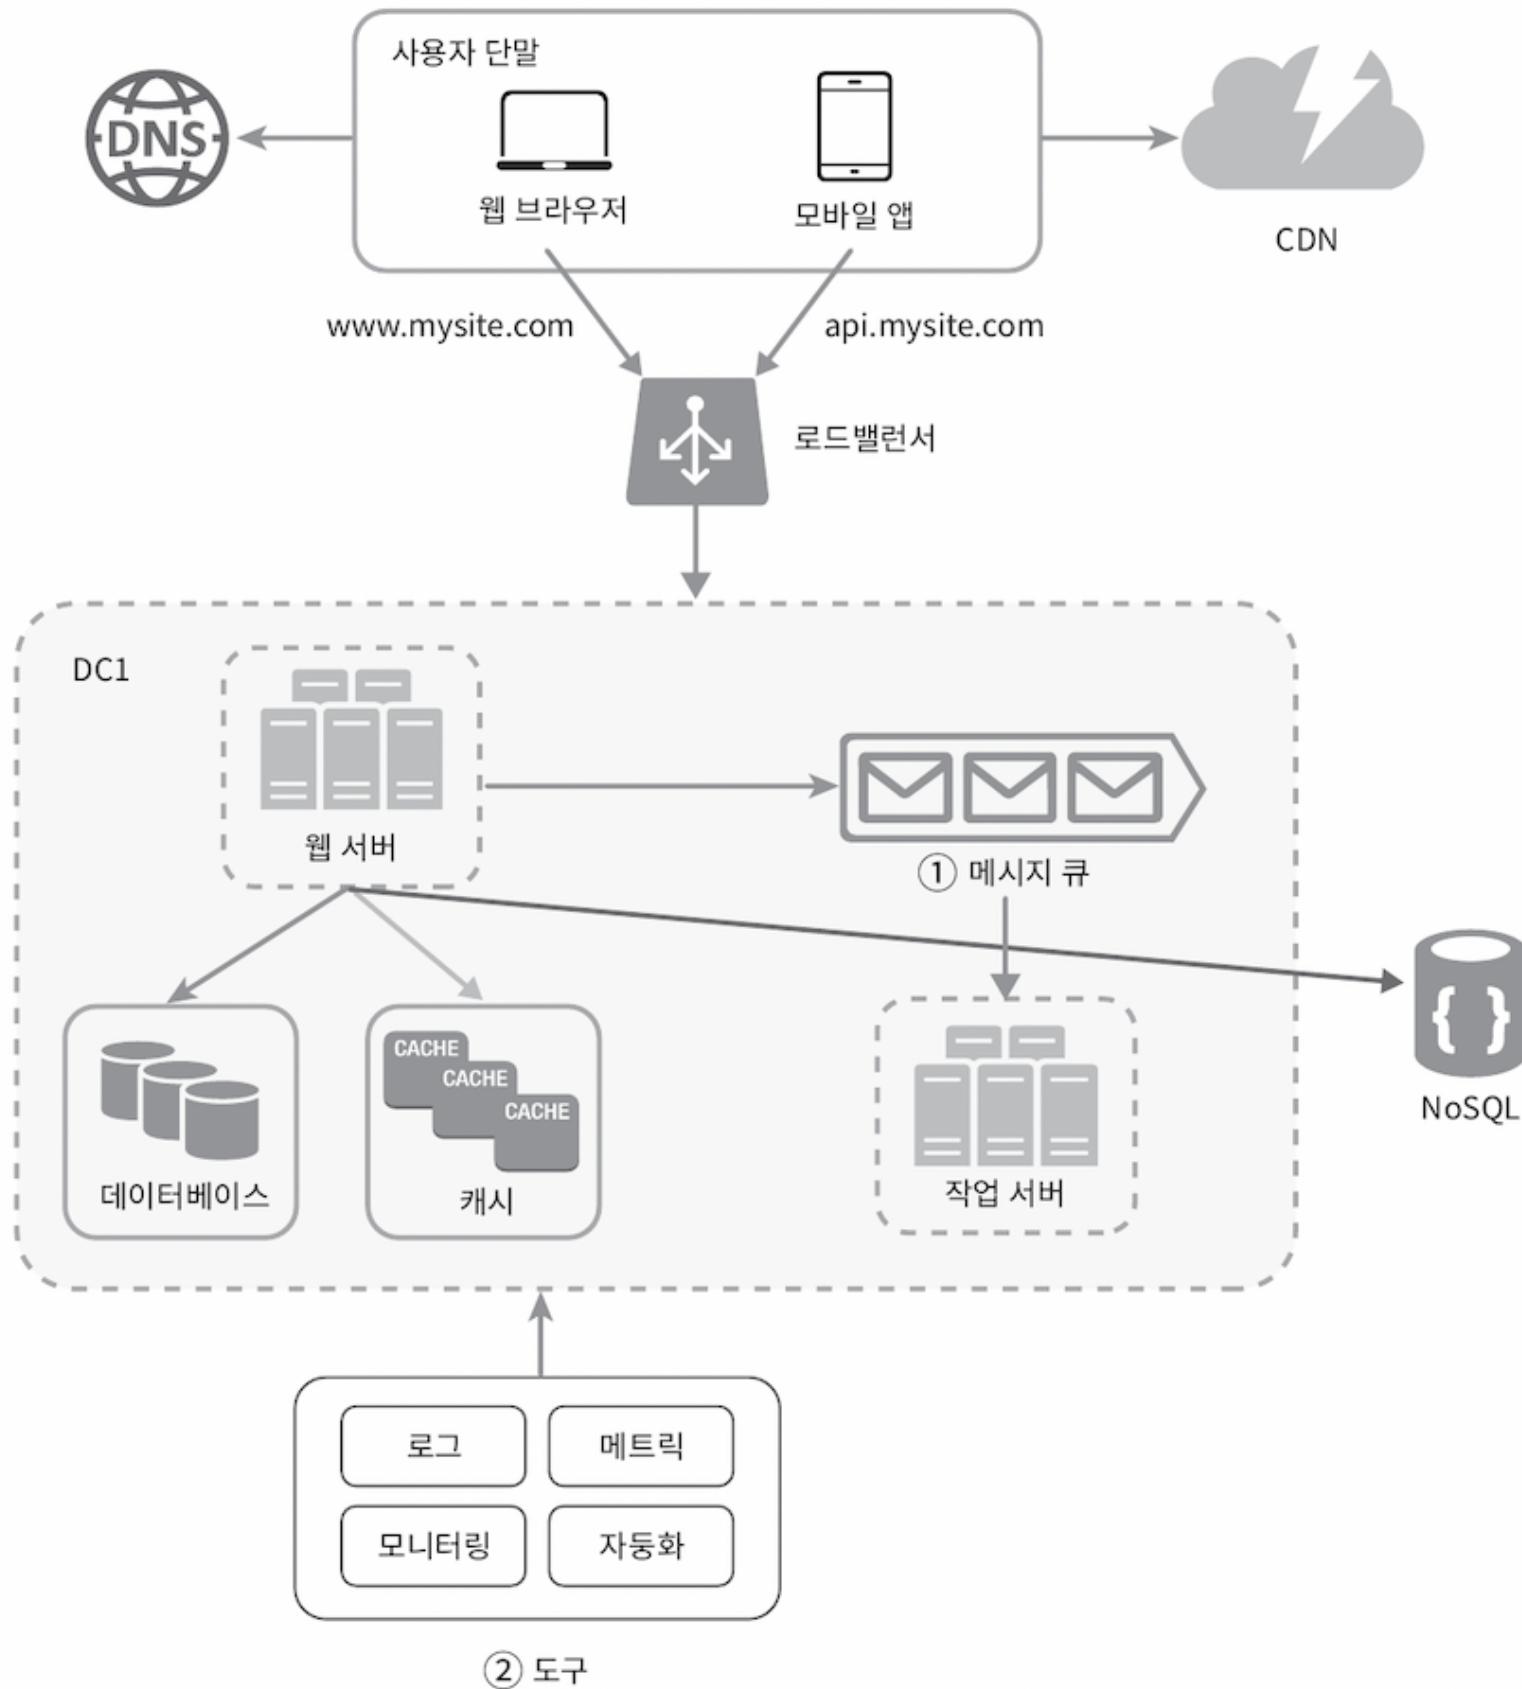 사용자 단말
DNS
웹 브라우저
모바일 앱
CDN
www.mysite.com
api.mysite.com
로드밸런서
DC1
웹 서버
① 메시지 큐
CACHE
CACHE
CACHE
데이터베이스
캐시
작업 서버
{ }
NoSQL
로그
메트릭
모니터링
자둥화
② 도구